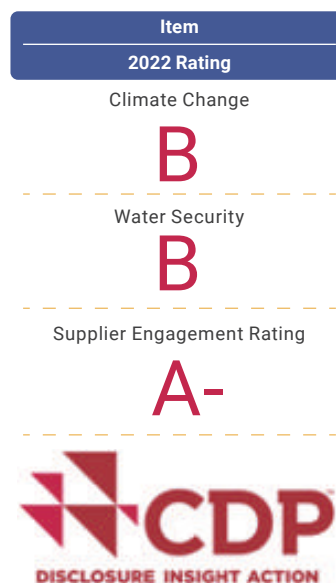 Item
2022 Rating
Climate Change
B
Water Security
B
Supplier Engagement Rating
A-
CDP
DISCLOSURE INSIGHT ACTION